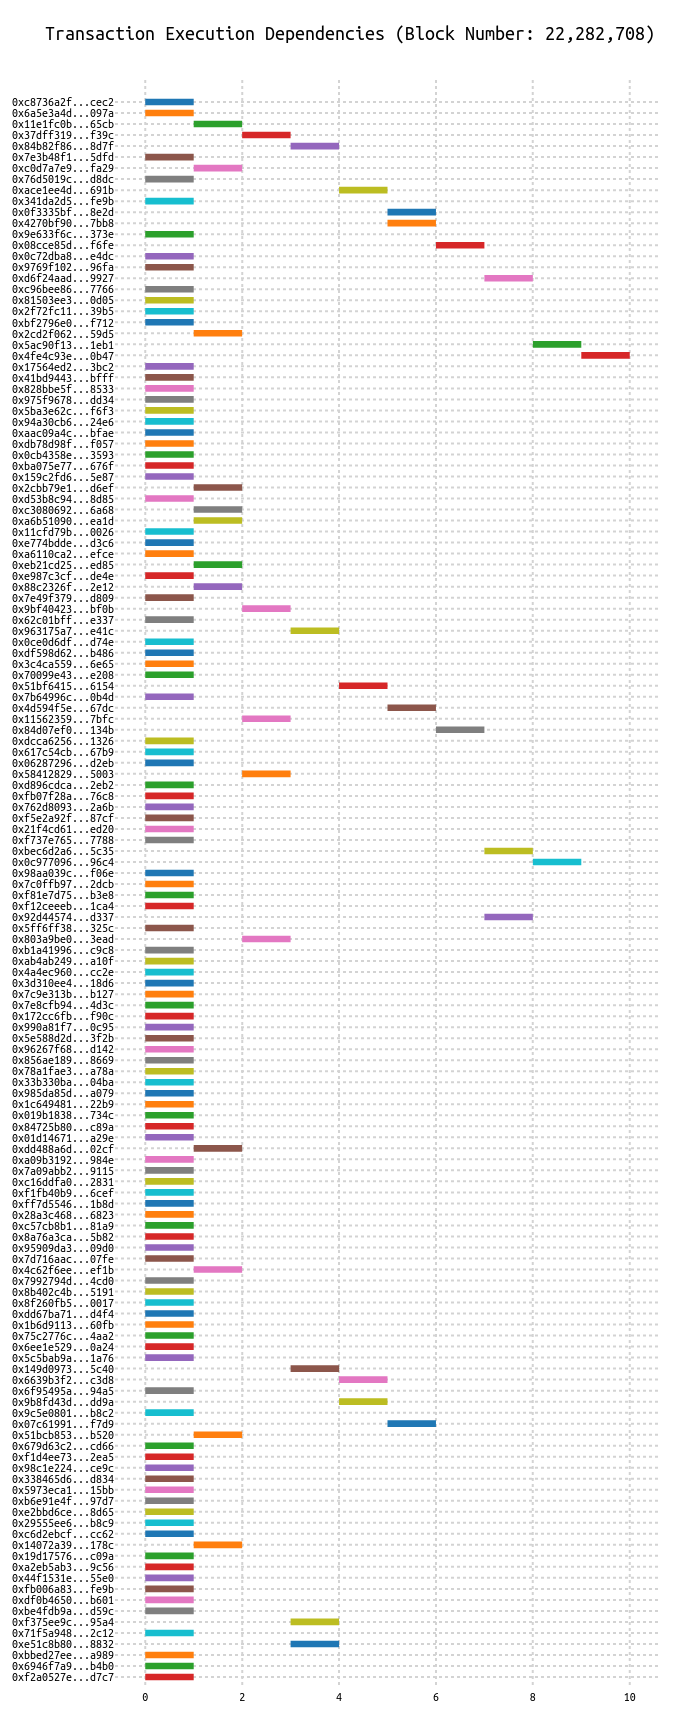 Transaction Execution Dependencies (Block Number: 22,282,708)
0xc8736a2f...cec2
0x6a5e3a4d...097a
0x11e1fc0b...65cb
0x37dff319...f39c
0x84b82f86...8d7f
0x7e3b48f1...5dfd
0xc0d7a7e9...fa29
0x76d5019c...d8dc
0xace1ee4d...691b
0x341da2d5...fe9b
0x0f3335bf...8e2d
0x4270bf90...7bb8
0x9e633f6c...373e
0x08cce85d...f6fe
0x0c72dba8...e4dc
0x9769f102...96fa
0xd6f24aad...9927
0xc96bee86...7766
0x81503ee3...0d05
0x2f72fc11...39b5
0xbf2796e0...f712
0x2cd2f062...59d5
0x5ac90f13...1eb1
0x4fe4c93e...0b47
0x17564ed2...3bc2
0x41bd9443...bfff
0x828bbe5f...8533
0x975f9678...dd34
0x5ba3e62c...f6f3
0x94a30cb6...24e6
0xaac09a4c...bfae
0xdb78d98f...f057
0x0cb4358e...3593
0xba075e77...676f
0x159c2fd6...5e87
0x2cbb79e1...d6ef
0xd53b8c94...8d85
0xc3080692...6a68
0xa6b51090...ea1d
0x11cfd79b...0026
0xe774bdde...d3c6
0xa6110ca2...efce
0xeb21cd25...ed85
0xe987c3cf...de4e
0x88c2326f...2e12
0x7e49f379...d809
0x9bf40423...bf0b
0x62c01bff...e337
0x963175a7...e41c
0x0ce0d6df...d74e
0xdf598d62...b486
0x3c4ca559...6e65
0x70099e43...e208
0x51bf6415...6154
0x7b64996c...0b4d
0x4d594f5e...67dc
0x11562359...7bfc
0x84d07ef0...134b
0xdcca6256...1326
0x617c54cb...67b9
0x06287296...d2eb
0x58412829...5003
0xd896cdca...2eb2
0xfb07f28a...76c8
0x762d8093...2a6b
0xf5e2a92f...87cf
0x21f4cd61...ed20
0xf737e765...7788
0xbec6d2a6...5c35
0x0c977096...96c4
0x98aa039c...f06e
0x7c0ffb97...2dcb
0xf81e7d75...b3e8
0xf12ceeeb...1ca4
0x92d44574...d337
0x5ff6ff38...325c
0x803a9be0...3ead
0xb1a41996...c9c8
0xab4ab249...a10f
0x4a4ec960...cc2e
0x3d310ee4...18d6
0x7c9e313b...b127
0x7e8cfb94...4d3c
0x172cc6fb...f90c
0x990a81f7...0c95
0x5e588d2d...3f2b
0x96267f68...d142
0x856ae189...8669
0x78a1fae3...a78a
0x33b330ba...04ba
0x985da85d...a079
0x1c649481...22b9
0x019b1838...734c
0x84725b80...c89a
0x01d14671...a29e
0xdd488a6d...02cf
0xa09b3192...984e
0x7a09abb2...9115
0xc16ddfa0...2831
0xf1fb40b9...6cef
0xff7d5546...1b8d
0x28a3c468...6823
0xc57cb8b1...81a9
0x8a76a3ca...5b82
0x95909da3...09d0
0x7d716aac...07fe
0x4c62f6ee...ef1b
0x7992794d...4cd0
0x8b402c4b...5191
0x8f260fb5...0017
0xdd67ba71...d4f4
0x1b6d9113...60fb
0x75c2776c...4aa2
0x6ee1e529...0a24
0x5c5bab9a...1a76
0x149d0973...5c40
0x6639b3f2...c3d8
0x6f95495a...94a5
0x9b8fd43d...dd9a
0x9c5e0801...b8c2
0x07c61991...f7d9
0x51bcb853...b520
0x679d63c2...cd66
0xf1d4ee73...2ea5
0x98c1e224...ce9c
0x338465d6...d834
0x5973eca1...15bb
0xb6e91e4f...97d7
0xe2bbd6ce...8d65
0x29555ee6...b8c9
0xc6d2ebcf...cc62
0x14072a39...178c
0x19d17576...c09a
0xa2eb5ab3...9c56
0x44f1531e...55e0
0xfb006a83...fe9b
0xdf0b4650...b601
0xbe4fdb9a...d59c
0xf375ee9c...95a4
0x71f5a948...2c12
0xe51c8b80...8832
0xbbed27ee...a989
0x6946f7a9...b4b0
0xf2a0527e...d7c7
0 2 4 6 8 10